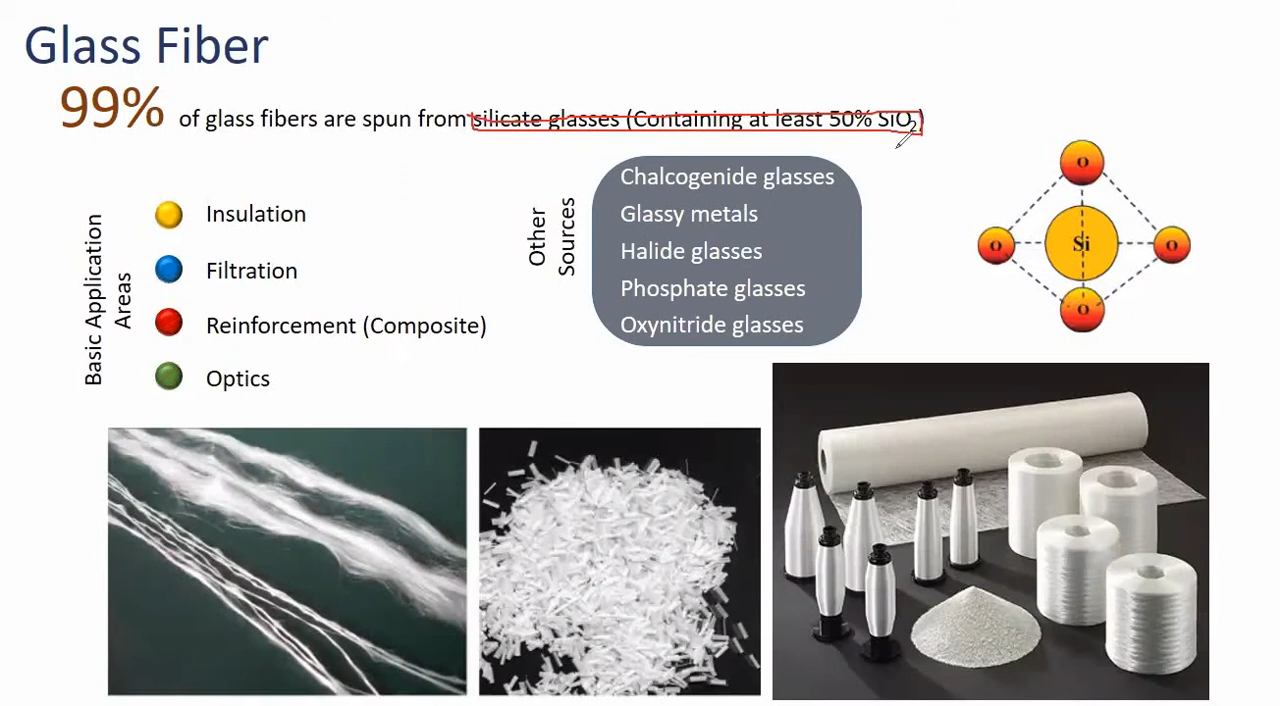 Glass Fiber
99% of glass fibers are spun from silicate glasses (Containing at least 50% SiO2)
Basic Application
Areas
Insulation
Filtration
Reinforcement (Composite)
Optics
Other
Sources
Chalcogenide glasses
Glassy metals
Halide glasses
Phosphate glasses
Oxynitride glasses
O
O
Si
O
O